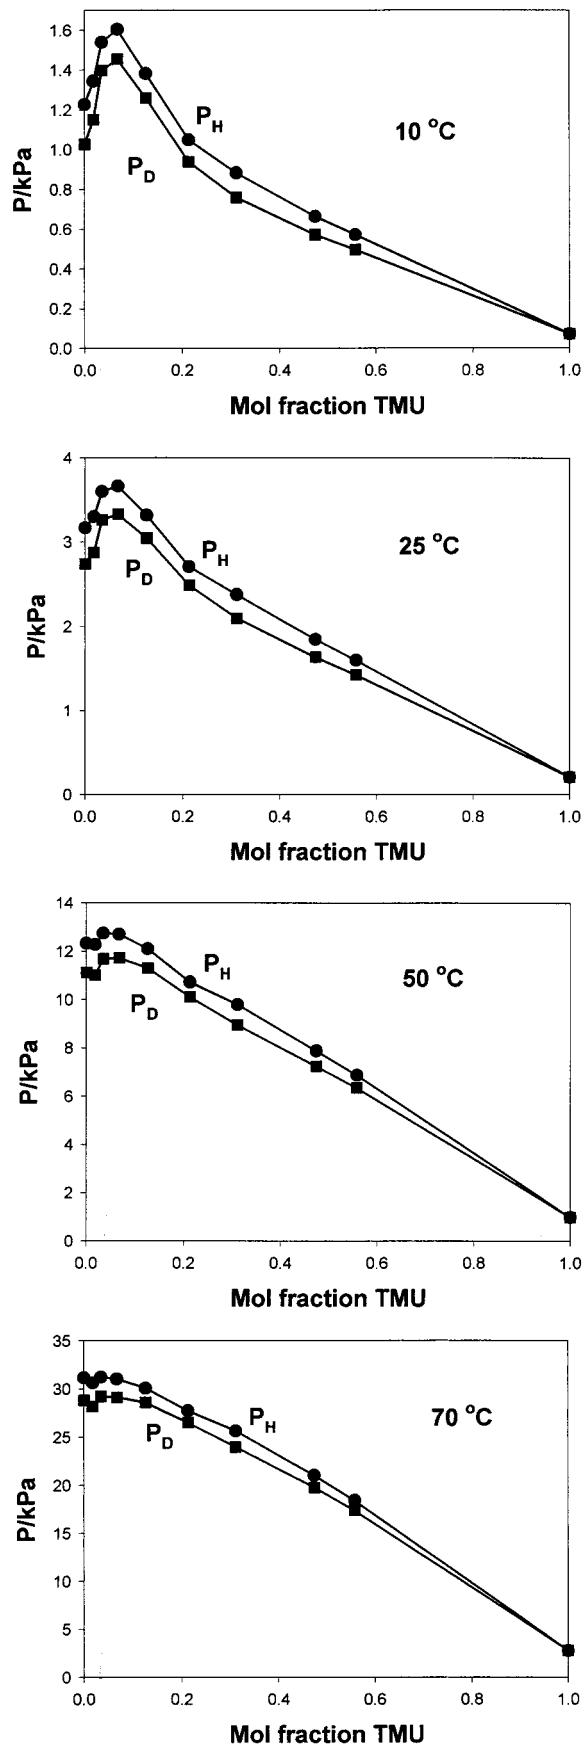 1.6
1.4
1.2
1.0
0.8
0.6
0.4
0.2
0.0
P/kPa
P_H
P_D
10 °C
0.0 0.2 0.4 0.6 0.8 1.0
Mol fraction TMU
4
3
2
1
0
P/kPa
P_H
P_D
25 °C
0.0 0.2 0.4 0.6 0.8 1.0
Mol fraction TMU
14
12
10
8
6
4
2
0
P/kPa
P_H
P_D
50 °C
0.0 0.2 0.4 0.6 0.8 1.0
Mol fraction TMU
35
30
25
20
15
10
5
0
P/kPa
P_H
P_D
70 °C
0.0 0.2 0.4 0.6 0.8 1.0
Mol fraction TMU